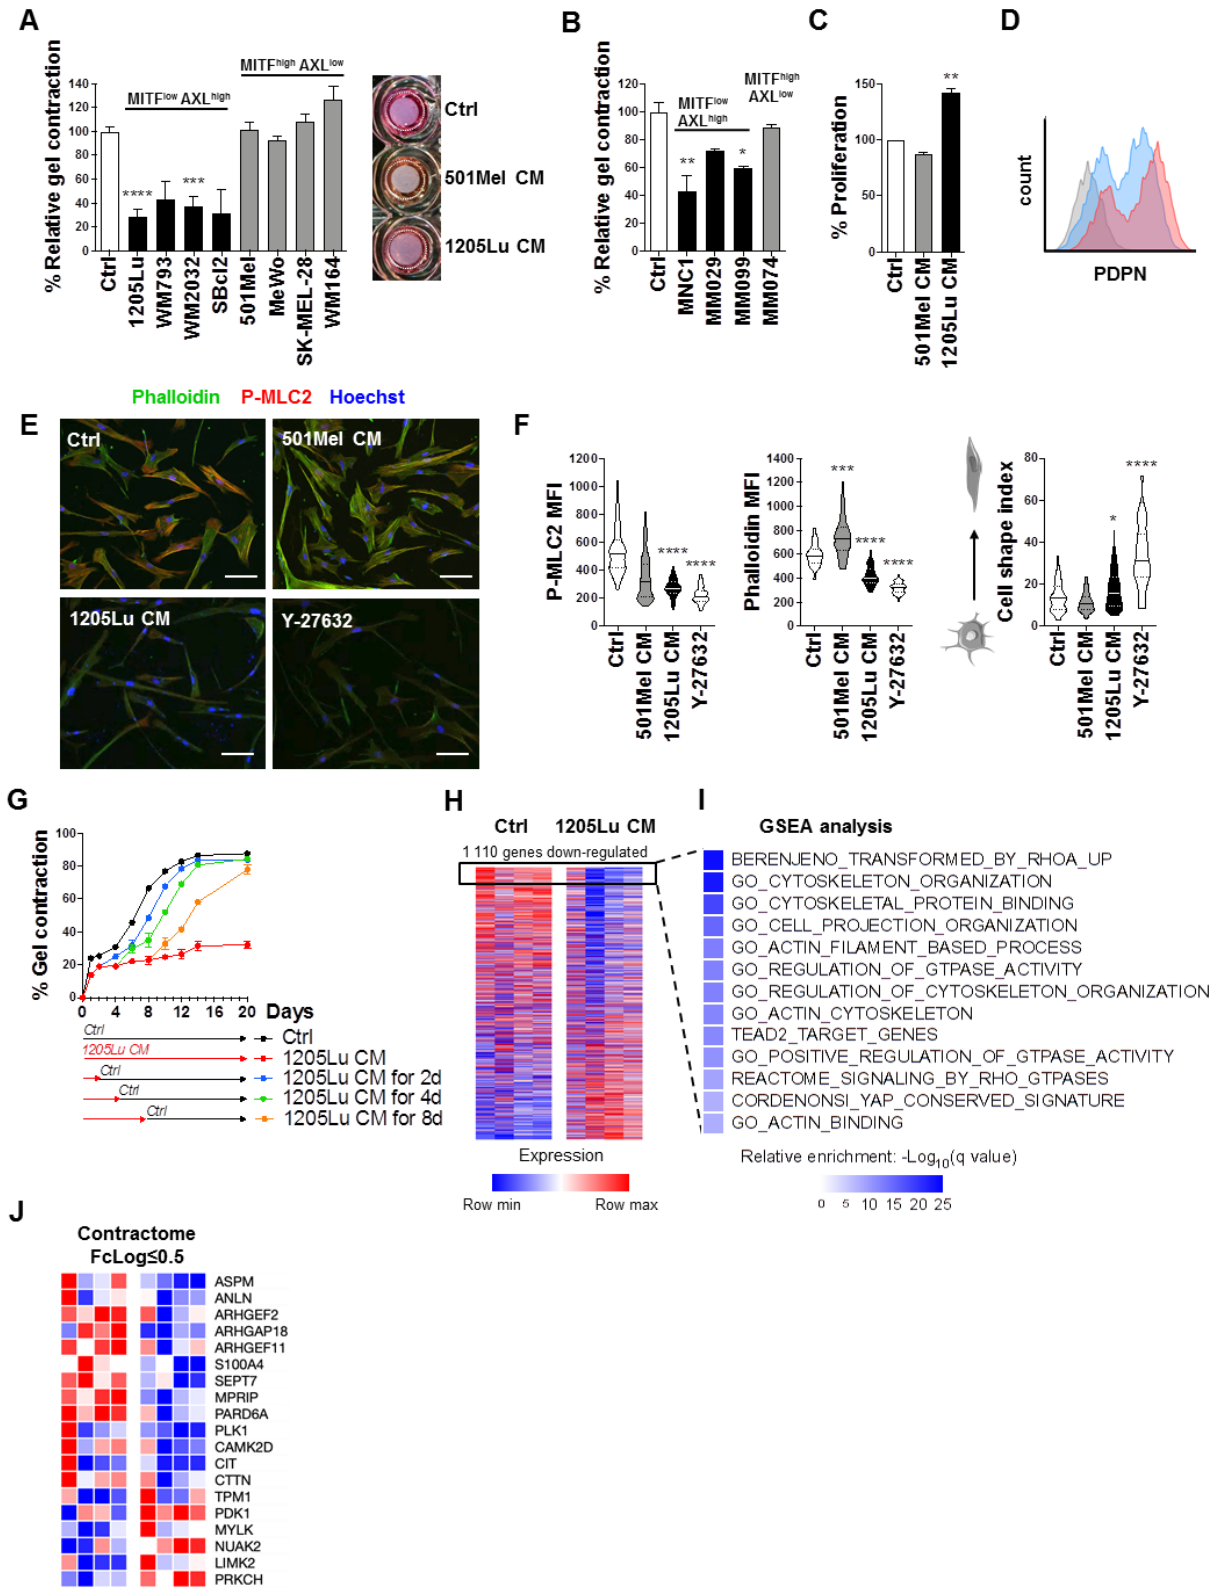 A
MITFhigh AXLlow
MITFlow AXLhigh
% Relative gel contraction
140
120
100
80
60
40
20
0
****
***
Ctrl
1205Lu
WM793
WM2032
SBcl2
501Mel
MeWo
SK-MEL-28
WM164
Ctrl
501Mel CM
1205Lu CM
B
MITFhigh
AXLlow
MITFlow
AXLhigh
% Relative gel contraction
120
100
80
60
40
20
0
**
*
Ctrl
MNC1
MM029
MM099
MM074
C
% Proliferation
150
100
50
0
**
Ctrl
501Mel CM
1205Lu CM
D
count
PDPN
Phalloidin P-MLC2 Hoechst
E
Ctrl
501Mel CM
1205Lu CM
Y-27632
F
P-MLC2 MFI
1200
1000
800
600
400
200
0
****
****
Ctrl
501Mel CM
1205Lu CM
Y-27632
Phalloidin MFI
1400
1200
1000
800
600
400
200
0
***
****
****
Ctrl
501Mel CM
1205Lu CM
Y-27632
Cell shape index
80
60
40
20
0
*
****
Ctrl
501Mel CM
1205Lu CM
Y-27632
G
% Gel contraction
100
80
60
40
20
0
0 4 8 12 16 20
Days
Ctrl
Ctrl
1205Lu CM
1205Lu CM
Ctrl
1205Lu CM for 2d
Ctrl
1205Lu CM for 4d
Ctrl
1205Lu CM for 8d
H
Ctrl 1205Lu CM
1 110 genes down-regulated
Expression
Row min Row max
I
GSEA analysis
BERENJENO_TRANSFORMED_BY_RHOA_UP
GO_CYTOSKELETON_ORGANIZATION
GO_CYTOSKELETAL_PROTEIN_BINDING
GO_CELL_PROJECTION_ORGANIZATION
GO_ACTIN_FILAMENT_BASED_PROCESS
GO_REGULATION_OF_GTPASE_ACTIVITY
GO_REGULATION_OF_CYTOSKELETON_ORGANIZATION
GO_ACTIN_CYTOSKELETON
TEAD2_TARGET_GENES
GO_POSITIVE_REGULATION_OF_GTPASE_ACTIVITY
REACTOME_SIGNALING_BY_RHO_GTPASES
CORDENONSI_YAP_CONSERVED_SIGNATURE
GO_ACTIN_BINDING
Relative enrichment: -Log10(q value)
0 5 10 15 20 25
J
Contractome
FcLog≤0.5
ASPM
ANLN
ARHGEF2
ARHGAP18
ARHGEF11
S100A4
SEPT7
MPRIP
PARD6A
PLK1
CAMK2D
CIT
CTTN
TPM1
PDK1
MYLK
NUAK2
LIMK2
PRKCH